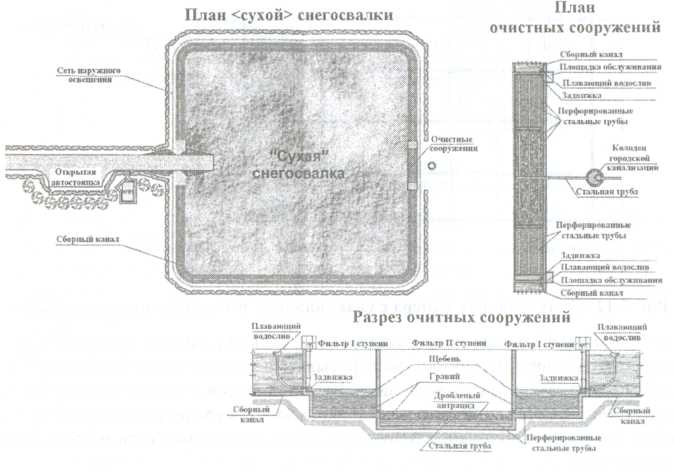 План <сухой> снегосвалки
Сеть наружного
освещения
Открытая
автостоянка
Сборный канал
"Сухая"
снегосвалка
Очистные
сооружения
План
очистных сооружений
Сборный канал
Площадка обслуживания
Плавающий водослив
Задвижка
Перфорированные
стальные трубы
Колодец
городской
канализации
Стальная труба
Перфорированные
стальные трубы
Задвижка
Плавающий водослив
Площадка обслуживания
Сборный канал
Разрез очитных сооружений
Плавающий
водослив
Фильтр I ступени
Фильтр II ступени
Фильтр I ступени
Плавающий
водослив
Щебень
Задвижка
Гравий
Задвижка
Дробленый
антрацид
Сборный
канал
Сборный
канал
Стальная труба
Перфорированные
стальные трубы